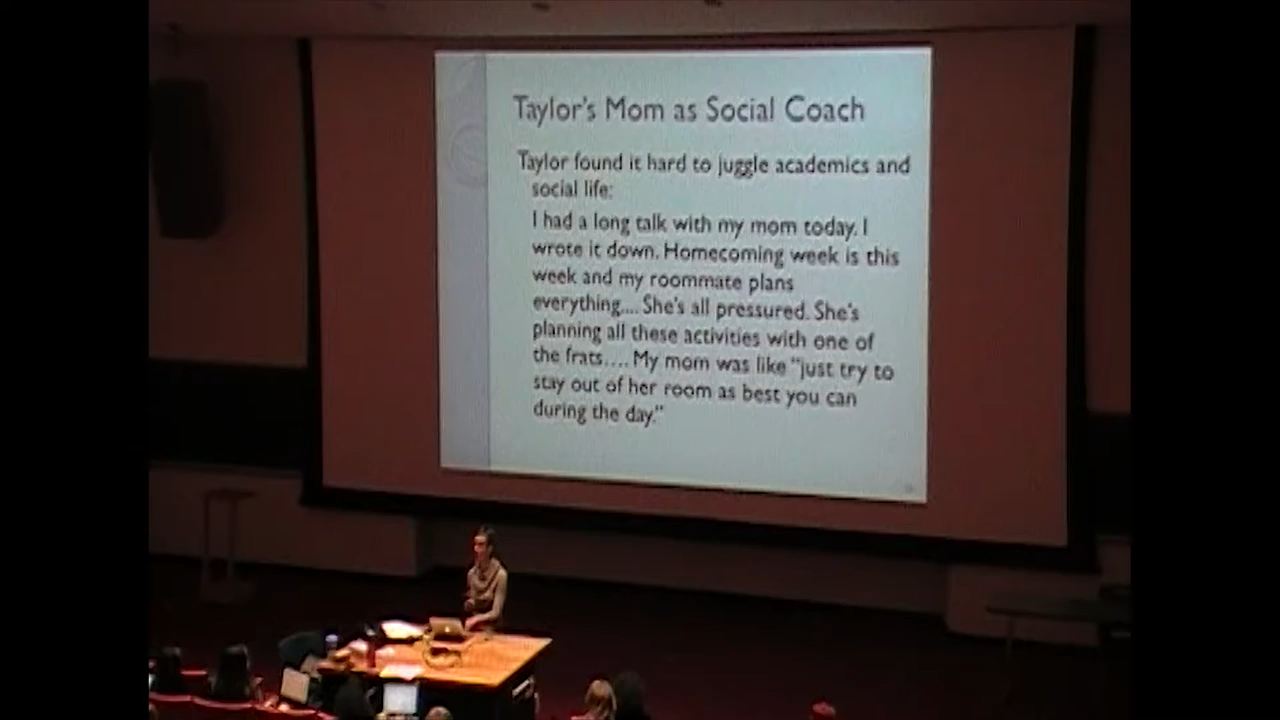 Taylor's Mom as Social Coach
Taylor found it hard to juggle academics and
social life:
I had a long talk with my mom today. I
wrote it down. Homecoming week is this
week and my roommate plans
everything.... She's all pressured. She's
planning all these activities with one of
the frats.... My mom was like "just try to
stay out of her room as best you can
during the day."